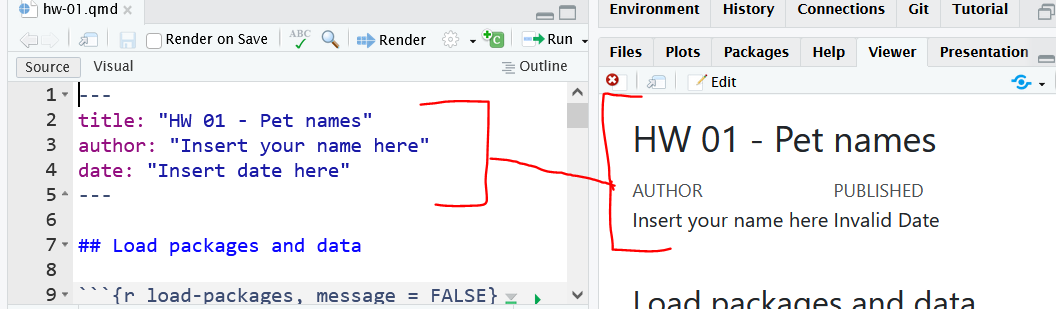 hw-01.qmd
Render on Save ABC Render Run
Source Visual Outline
1 ---
2 title: "HW 01 - Pet names"
3 author: "Insert your name here"
4 date: "Insert date here"
5 ---
6
7 ## Load packages and data
8
9 ```{r load-packages, message = FALSE}
Environment History Connections Git Tutorial
Files Plots Packages Help Viewer Presentation
Edit
HW 01 - Pet names
AUTHOR PUBLISHED
Insert your name here Invalid Date
Load packages and data